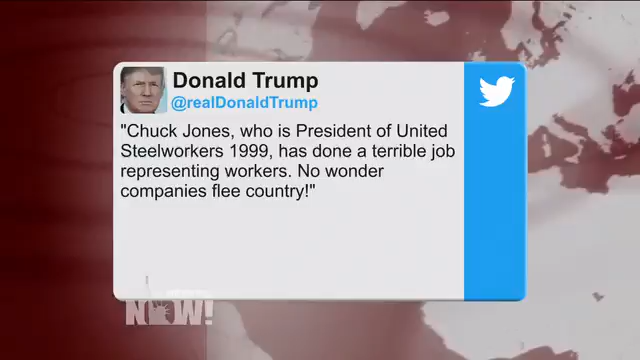 Donald Trump
@realDonaldTrump
"Chuck Jones, who is President of United
Steelworkers 1999, has done a terrible job
representing workers. No wonder
companies flee country!"
NOW!